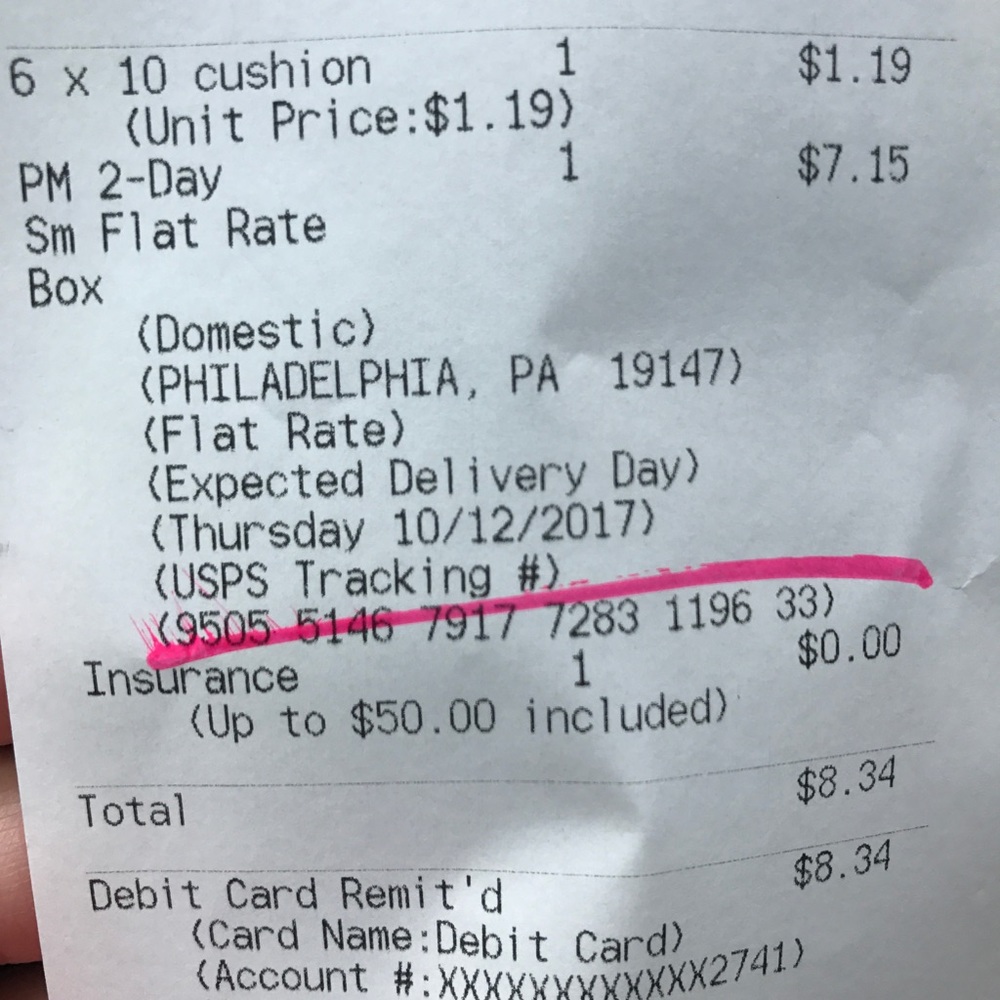 6 x 10 cushion 1 $1.19
(Unit Price:$1.19)
PM 2-Day 1 $7.15
Sm Flat Rate
Box
(Domestic)
(PHILADELPHIA, PA 19147)
(Flat Rate)
(Expected Delivery Day)
(Thursday 10/12/2017)
(USPS Tracking #)
(9505 5146 7917 7283 1196 33)
Insurance 1 $0.00
(Up to $50.00 included)
Total $8.34
Debit Card Remit'd $8.34
(Card Name:Debit Card)
(Account #:XXXXXXXXXXXX2741)